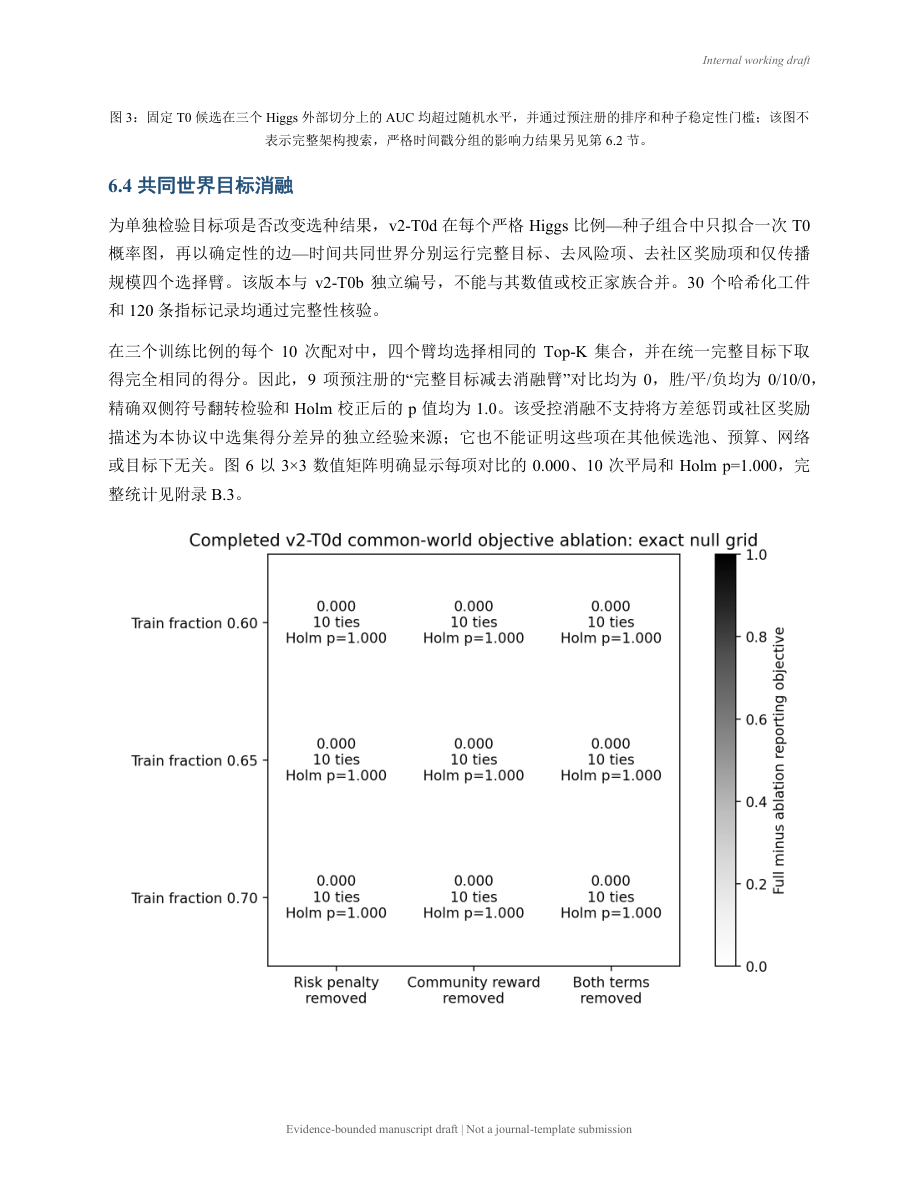 Internal working draft
图 3：固定 T0 候选在三个 Higgs 外部切分上的 AUC 均超过随机水平，并通过预注册的排序和种子稳定性门槛；该图不
表示完整架构搜索，严格时间戳分组的影响力结果另见第 6.2 节。
6.4 共同世界目标消融
为单独检验目标项是否改变选种结果，v2-T0d 在每个严格 Higgs 比例—种子组合中只拟合一次 T0
概率图，再以确定性的边—时间共同世界分别运行完整目标、去风险项、去社区奖励项和仅传播
规模四个选择臂。该版本与 v2-T0b 独立编号，不能与其数值或校正家族合并。30 个哈希化工件
和 120 条指标记录均通过完整性核验。
在三个训练比例的每个 10 次配对中，四个臂均选择相同的 Top-K 集合，并在统一完整目标下取
得完全相同的得分。因此，9 项预注册的“完整目标减去消融臂”对比均为 0，胜/平/负均为 0/10/0，
精确双侧符号翻转检验和 Holm 校正后的 p 值均为 1.0。该受控消融不支持将方差惩罚或社区奖励
描述为本协议中选集得分差异的独立经验来源；它也不能证明这些项在其他候选池、预算、网络
或目标下无关。图 6 以 3×3 数值矩阵明确显示每项对比的 0.000、10 次平局和 Holm p=1.000，完
整统计见附录 B.3。
Completed v2-T0d common-world objective ablation: exact null grid
Train fraction 0.60
0.000
10 ties
Holm p=1.000
0.000
10 ties
Holm p=1.000
0.000
10 ties
Holm p=1.000
Train fraction 0.65
0.000
10 ties
Holm p=1.000
0.000
10 ties
Holm p=1.000
0.000
10 ties
Holm p=1.000
Train fraction 0.70
0.000
10 ties
Holm p=1.000
0.000
10 ties
Holm p=1.000
0.000
10 ties
Holm p=1.000
Risk penalty
removed
Community reward
removed
Both terms
removed
1.0
0.8
0.6
0.4
0.2
0.0
Full minus ablation reporting objective
Evidence-bounded manuscript draft | Not a journal-template submission